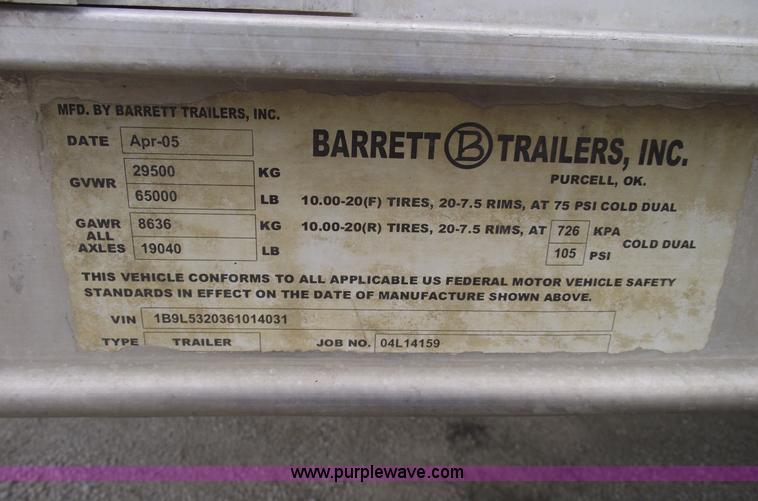 MFD. BY BARRETT TRAILERS, INC.
DATE Apr-05
BARRETT B TRAILERS, INC.
PURCELL, OK.
GVWR 29500 KG
65000 LB
10.00-20(F) TIRES, 20-7.5 RIMS, AT 75 PSI COLD DUAL
GAWR ALL AXLES 8636 KG
19040 LB
10.00-20(R) TIRES, 20-7.5 RIMS, AT 726 KPA
105 PSI COLD DUAL
THIS VEHICLE CONFORMS TO ALL APPLICABLE US FEDERAL MOTOR VEHICLE SAFETY
STANDARDS IN EFFECT ON THE DATE OF MANUFACTURE SHOWN ABOVE.
VIN 1B9L5320361014031
TYPE TRAILER JOB NO. 04L14159
www.purplewave.com